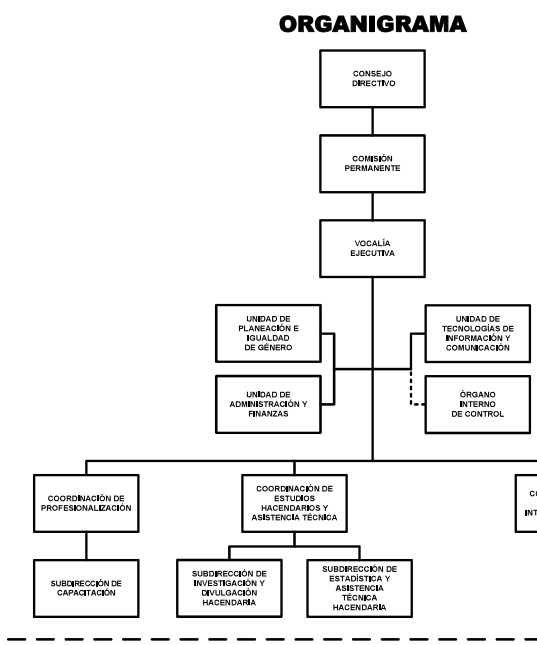 ORGANIGRAMA
CONSEJO
DIRECTIVO
COMISIÓN
PERMANENTE
VOCALÍA
EJECUTIVA
UNIDAD DE
PLANEACIÓN E
IGUALDAD
DE GÉNERO
UNIDAD DE
TECNOLOGÍAS DE
INFORMACIÓN Y
COMUNICACIÓN
UNIDAD DE
ADMINISTRACIÓN Y
FINANZAS
ÓRGANO
INTERNO
DE CONTROL
COORDINACIÓN DE
PROFESIONALIZACIÓN
COORDINACIÓN DE
ESTUDIOS
HACENDARIOS Y
ASISTENCIA TÉCNICA
SUBDIRECCIÓN DE
CAPACITACIÓN
SUBDIRECCIÓN DE
INVESTIGACIÓN Y
DIVULGACIÓN
HACENDARIA
SUBDIRECCIÓN DE
ESTADÍSTICA Y
ASISTENCIA
TÉCNICA
HACENDARIA